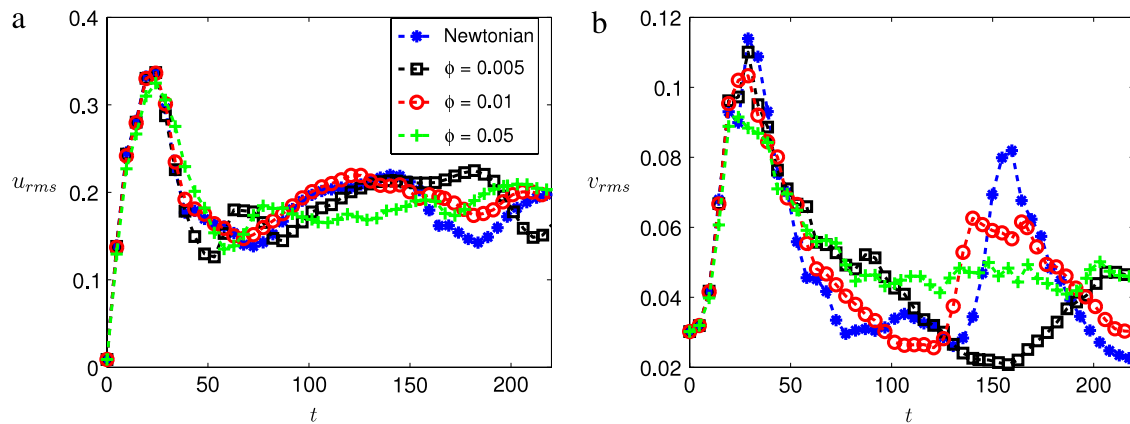 a
0.4
0.3
0.2
0.1
0
u_rms
0
50
100
150
200
t
Newtonian
ϕ = 0.005
ϕ = 0.01
ϕ = 0.05
b
0.12
0.1
0.08
0.06
0.04
0.02
v_rms
0
50
100
150
200
t